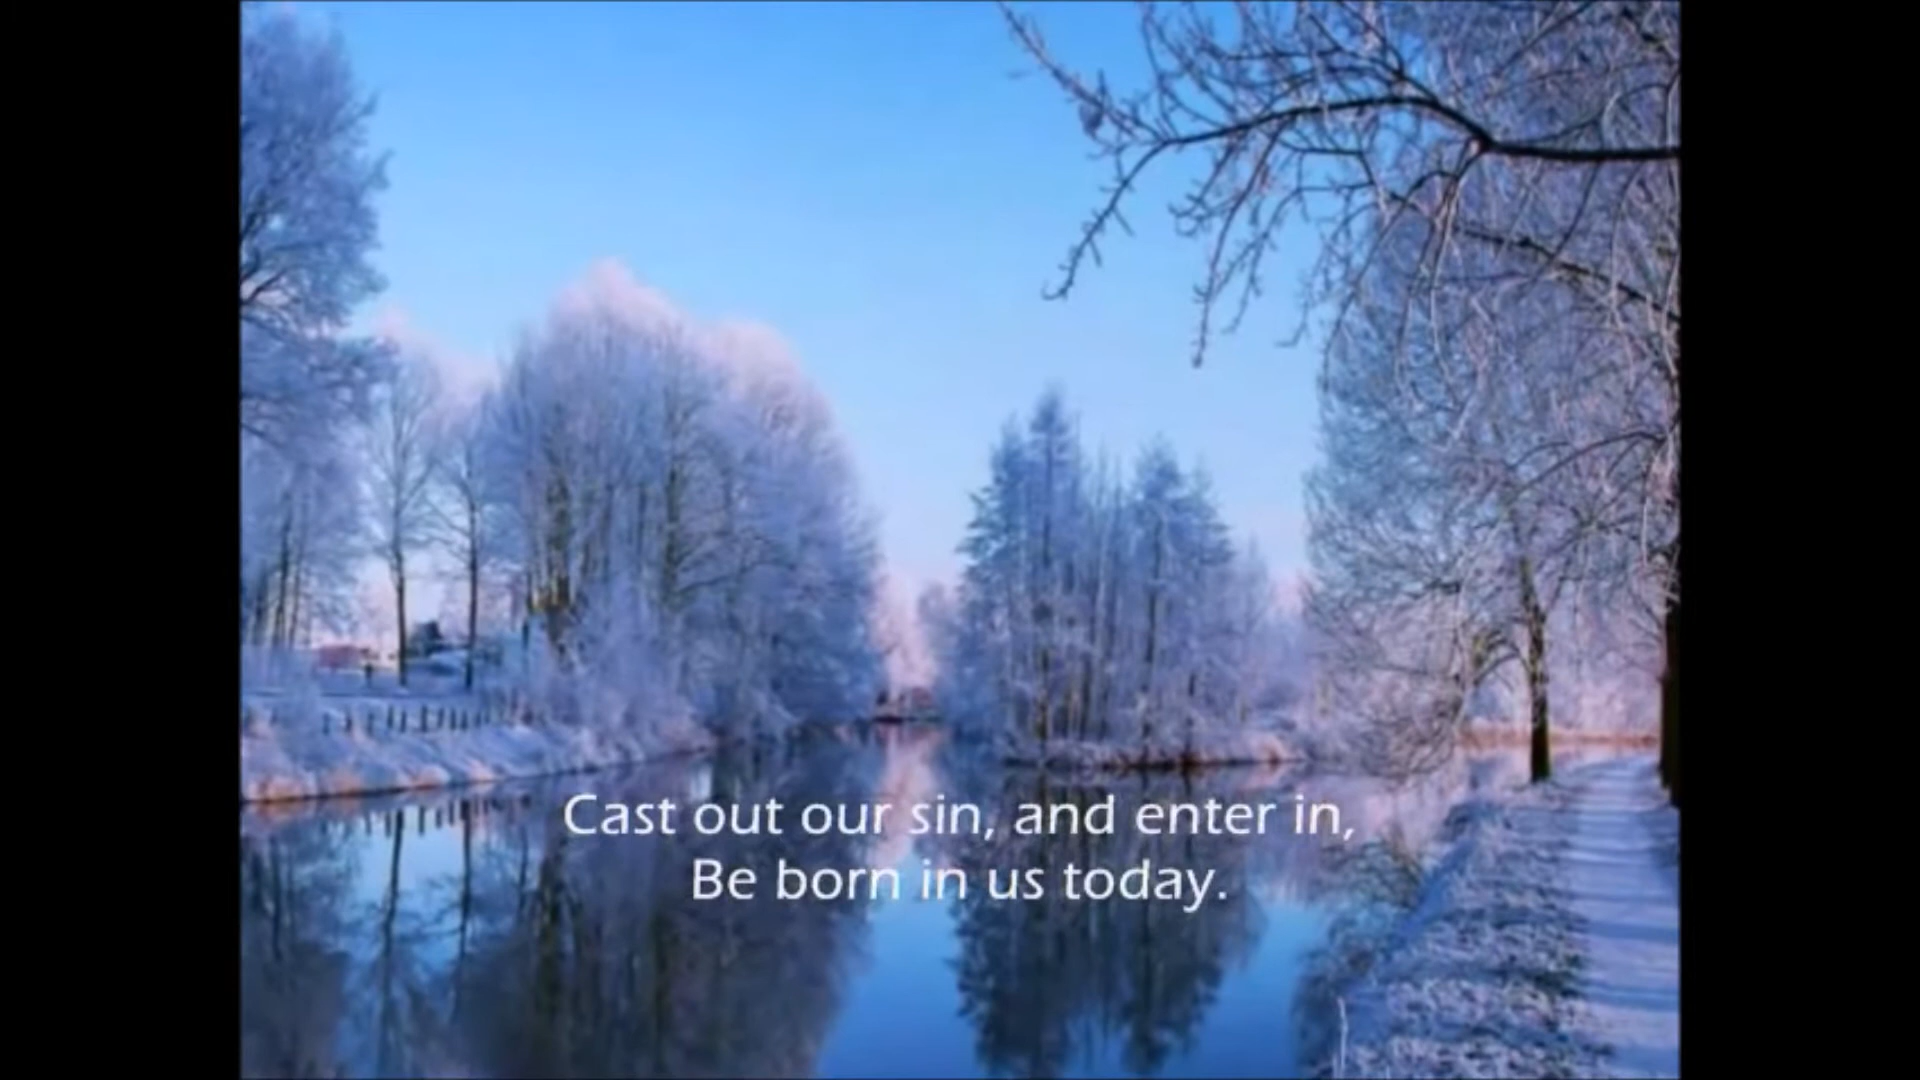 Cast out our sin, and enter in,
Be born in us today.